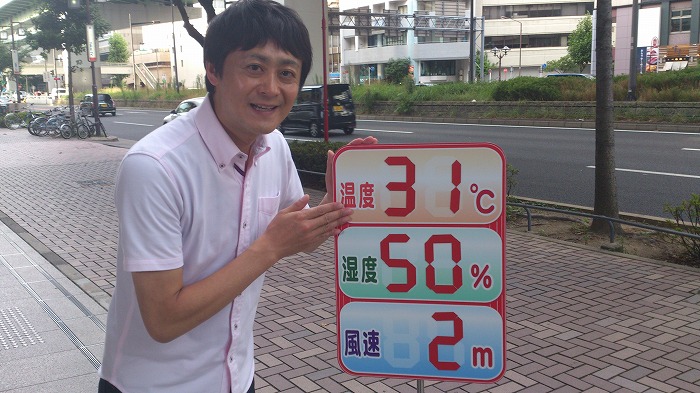 温度 31℃
湿度 50%
風速 2m